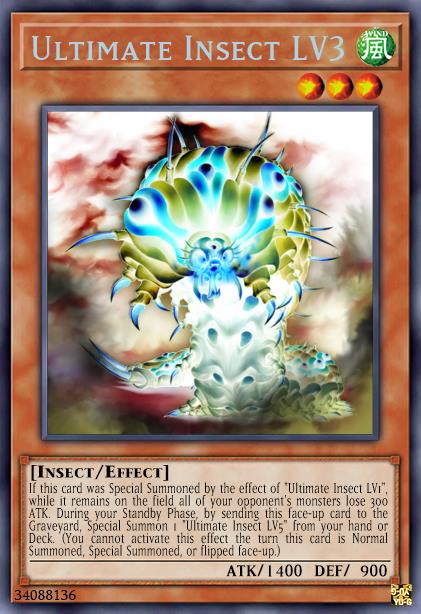 ULTIMATE INSECT LV3
WIND
風
[INSECT/EFFECT]
If this card was Special Summoned by the effect of "Ultimate Insect LV1",
while it remains on the field all of your opponent's monsters lose 300
ATK. During your Standby Phase, by sending this face-up card to the
Graveyard, Special Summon 1 "Ultimate Insect LV5" from your hand or
Deck. (You cannot activate this effect the turn this card is Normal
Summoned, Special Summoned, or flipped face-up.)
ATK/1400 DEF/ 900
34088136